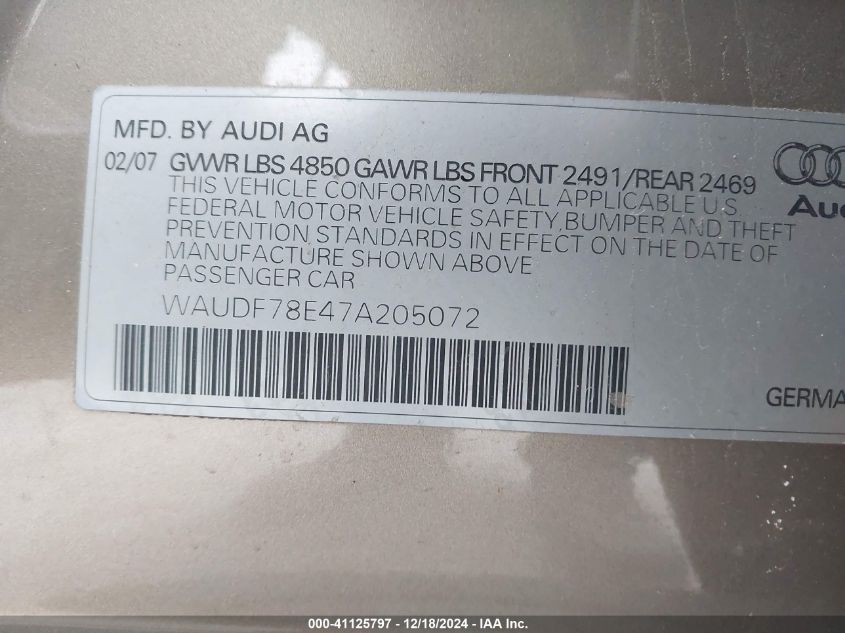 MFD. BY AUDI AG
02/07 GVWR LBS 4850 GAWR LBS FRONT 2491/REAR 2469
THIS VEHICLE CONFORMS TO ALL APPLICABLE U.S.
FEDERAL MOTOR VEHICLE SAFETY, BUMPER AND THEFT
PREVENTION STANDARDS IN EFFECT ON THE DATE OF
MANUFACTURE SHOWN ABOVE
PASSENGER CAR
WAUDF78E47A205072
Aud
GERMA
000-41125797 - 12/18/2024 - IAA Inc.